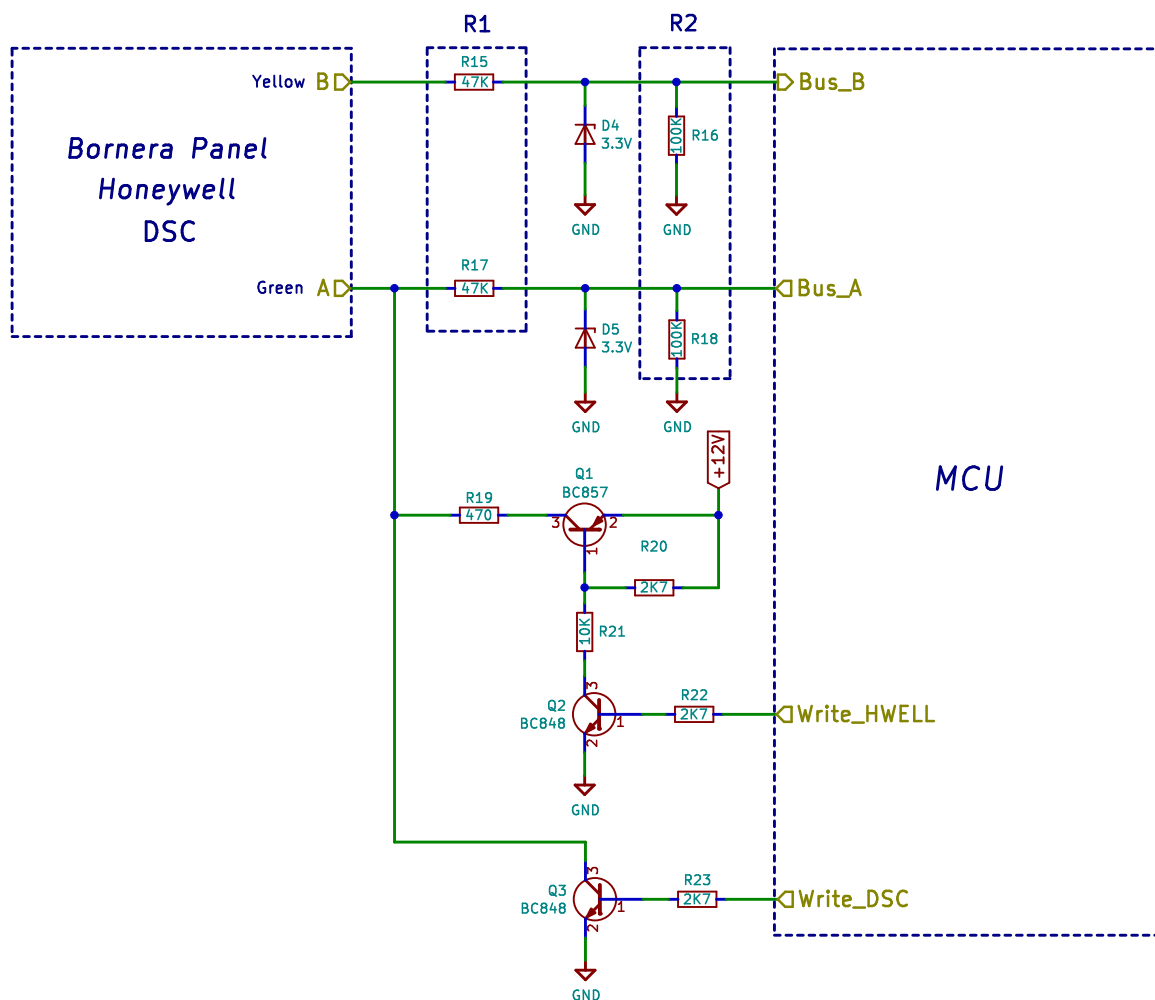 R1
R2
Yellow B
R15
47K
Bus_B
D4
3.3V
100K
R16
GND
GND
Bornera Panel
Honeywell
DSC
Green A
R17
47K
Bus_A
D5
3.3V
100K
R18
GND
GND
+12V
MCU
Q1
BC857
R19
470
3
2
1
R20
2K7
10K
R21
Q2
BC848
3
1
2
R22
2K7
Write_HWELL
GND
Q3
BC848
3
1
2
R23
2K7
Write_DSC
GND